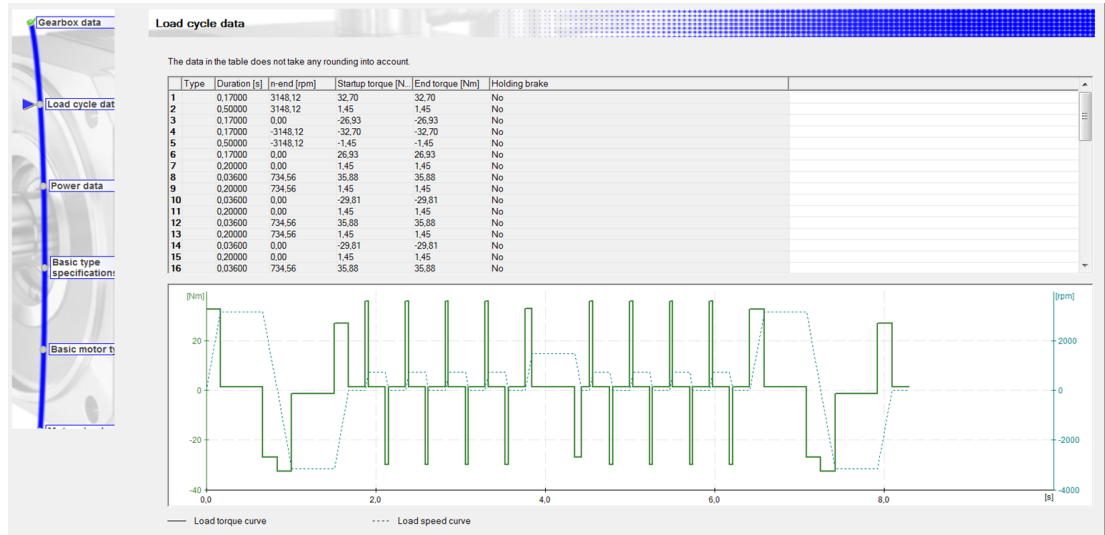 Gearbox data
Load cycle data
The data in the table does not take any rounding into account.
Type Duration [s] n-end [rpm] Startup torque [N... End torque [Nm] Holding brake
1 0,17000 3148,12 32,70 32,70 No
2 0,50000 3148,12 1,45 1,45 No
3 0,17000 0,00 -26,93 -26,93 No
4 0,17000 -3148,12 -32,70 -32,70 No
5 0,50000 -3148,12 -1,45 -1,45 No
6 0,17000 0,00 26,93 26,93 No
7 0,20000 0,00 1,45 1,45 No
8 0,03600 734,56 35,88 35,88 No
9 0,20000 734,56 1,45 1,45 No
10 0,03600 0,00 -29,81 -29,81 No
11 0,20000 0,00 1,45 1,45 No
12 0,03600 734,56 35,88 35,88 No
13 0,20000 734,56 1,45 1,45 No
14 0,03600 0,00 -29,81 -29,81 No
15 0,20000 0,00 1,45 1,45 No
16 0,03600 734,56 35,88 35,88 No
Load cycle dat
Power data
Basic type
specifications
Basic motor ty
[Nm] [rpm]
20 2000
0 0
-20 -2000
-40 -4000
0,0 2,0 4,0 6,0 8,0 [s]
Load torque curve Load speed curve